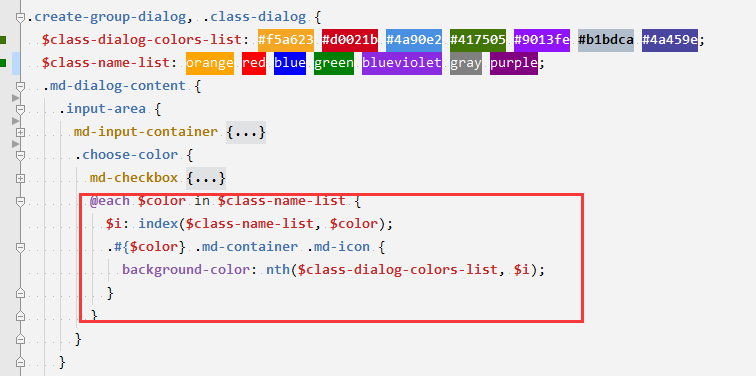 .create-group-dialog, .class-dialog {
$class-dialog-colors-list: #f5a623 #d0021b #4a90e2 #417505 #9013fe #b1bdca #4a459e;
$class-name-list: orange red blue green blueviolet gray purple;
.md-dialog-content {
.input-area {
md-input-container {...}
.choose-color {
md-checkbox {...}
@each $color in $class-name-list {
$i: index($class-name-list, $color);
.#{$color} .md-container .md-icon {
background-color: nth($class-dialog-colors-list, $i);
}
}
}
}